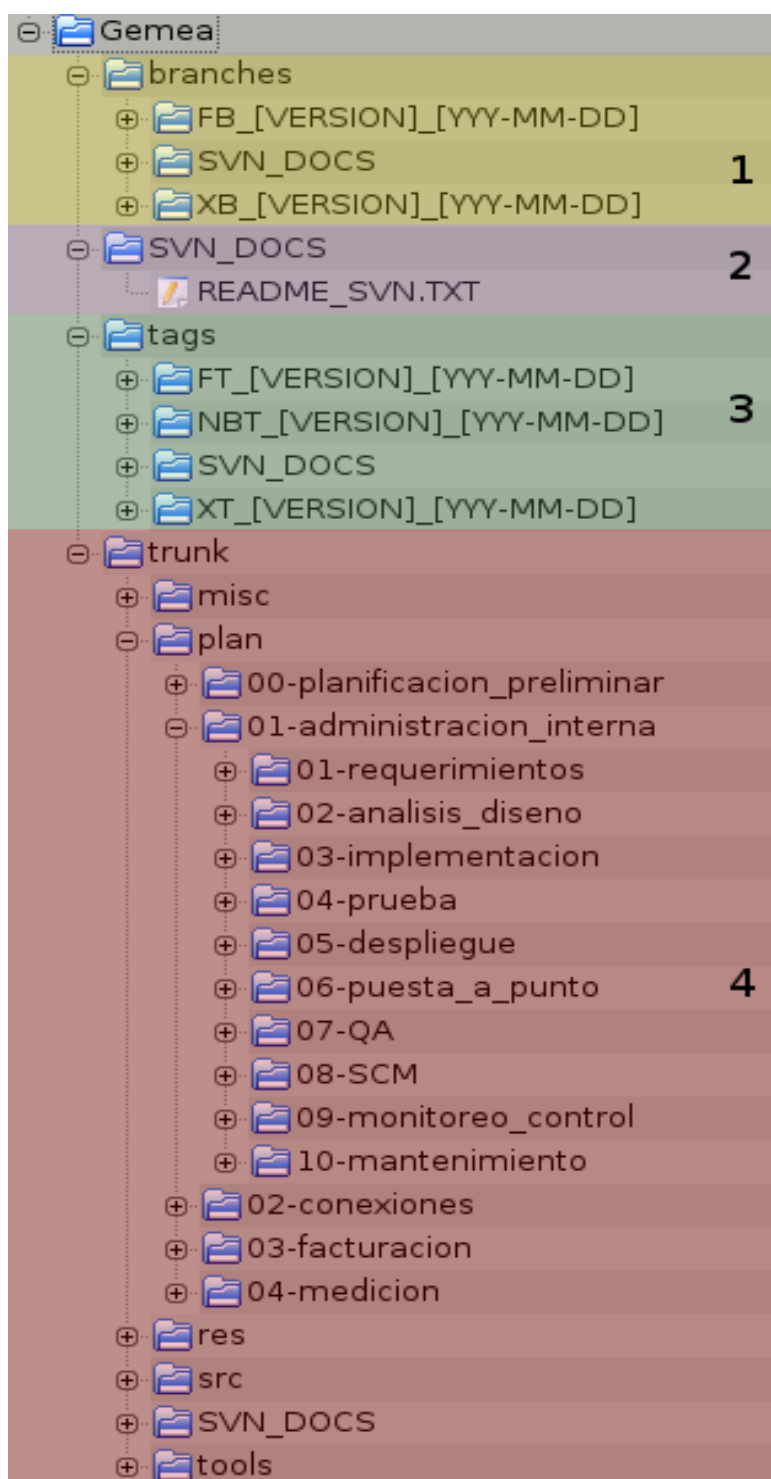 Gemea
branches
FB_[VERSION]_[YYY-MM-DD]
SVN_DOCS
1
XB_[VERSION]_[YYY-MM-DD]
SVN_DOCS
2
README_SVN.TXT
tags
FT_[VERSION]_[YYY-MM-DD]
3
NBT_[VERSION]_[YYY-MM-DD]
SVN_DOCS
XT_[VERSION]_[YYY-MM-DD]
trunk
misc
plan
00-planificacion_preliminar
01-administracion_interna
01-requerimientos
02-analisis_diseno
03-implementacion
04-prueba
05-despliegue
06-puesta_a_punto
4
07-QA
08-SCM
09-monitoreo_control
10-mantenimiento
02-conexiones
03-facturacion
04-medicion
res
src
SVN_DOCS
tools